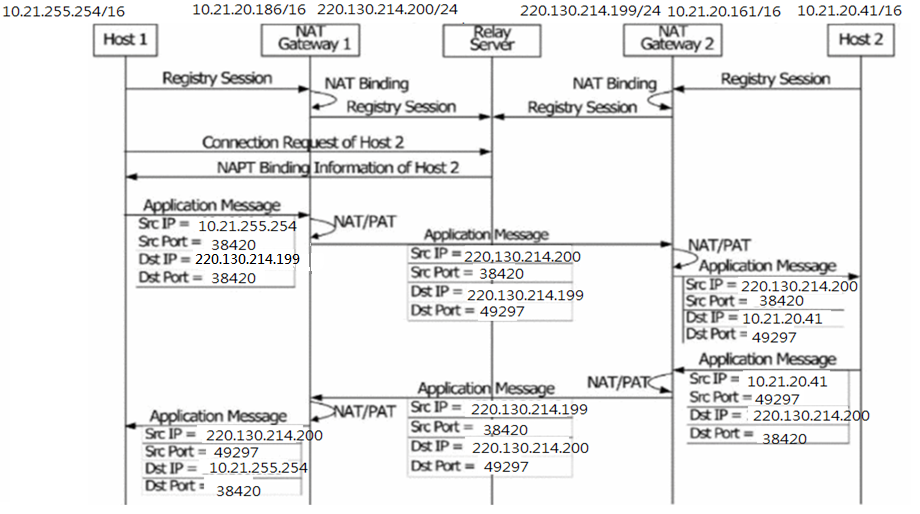 10.21.255.254/16 10.21.20.186/16 220.130.214.200/24 220.130.214.199/24 10.21.20.161/16 10.21.20.41/16
Host 1
NAT
Gateway 1
Relay
Server
NAT
Gateway 2
Host 2
Registry Session
NAT Binding
NAT Binding
Registry Session
Registry Session
Registry Session
Connection Request of Host 2
NAPT Binding Information of Host 2
Application Message
Src IP = 10.21.255.254
Src Port = 38420
Dst IP = 220.130.214.199
Dst Port = 38420
NAT/PAT
Application Message
Src IP = 220.130.214.200
Src Port = 38420
Dst IP = 220.130.214.199
Dst Port = 49297
NAT/PAT
Application Message
Src IP = 220.130.214.200
Src Port = 38420
Dst IP = 10.21.20.41
Dst Port = 49297
Application Message
Src IP = 10.21.20.41
Src Port = 49297
Dst IP = 220.130.214.200
Dst Port = 38420
NAT/PAT
Application Message
Src IP = 220.130.214.199
Src Port = 38420
Dst IP = 220.130.214.200
Dst Port = 49297
NAT/PAT
Application Message
Src IP = 220.130.214.200
Src Port = 49297
Dst IP = 10.21.255.254
Dst Port = 38420